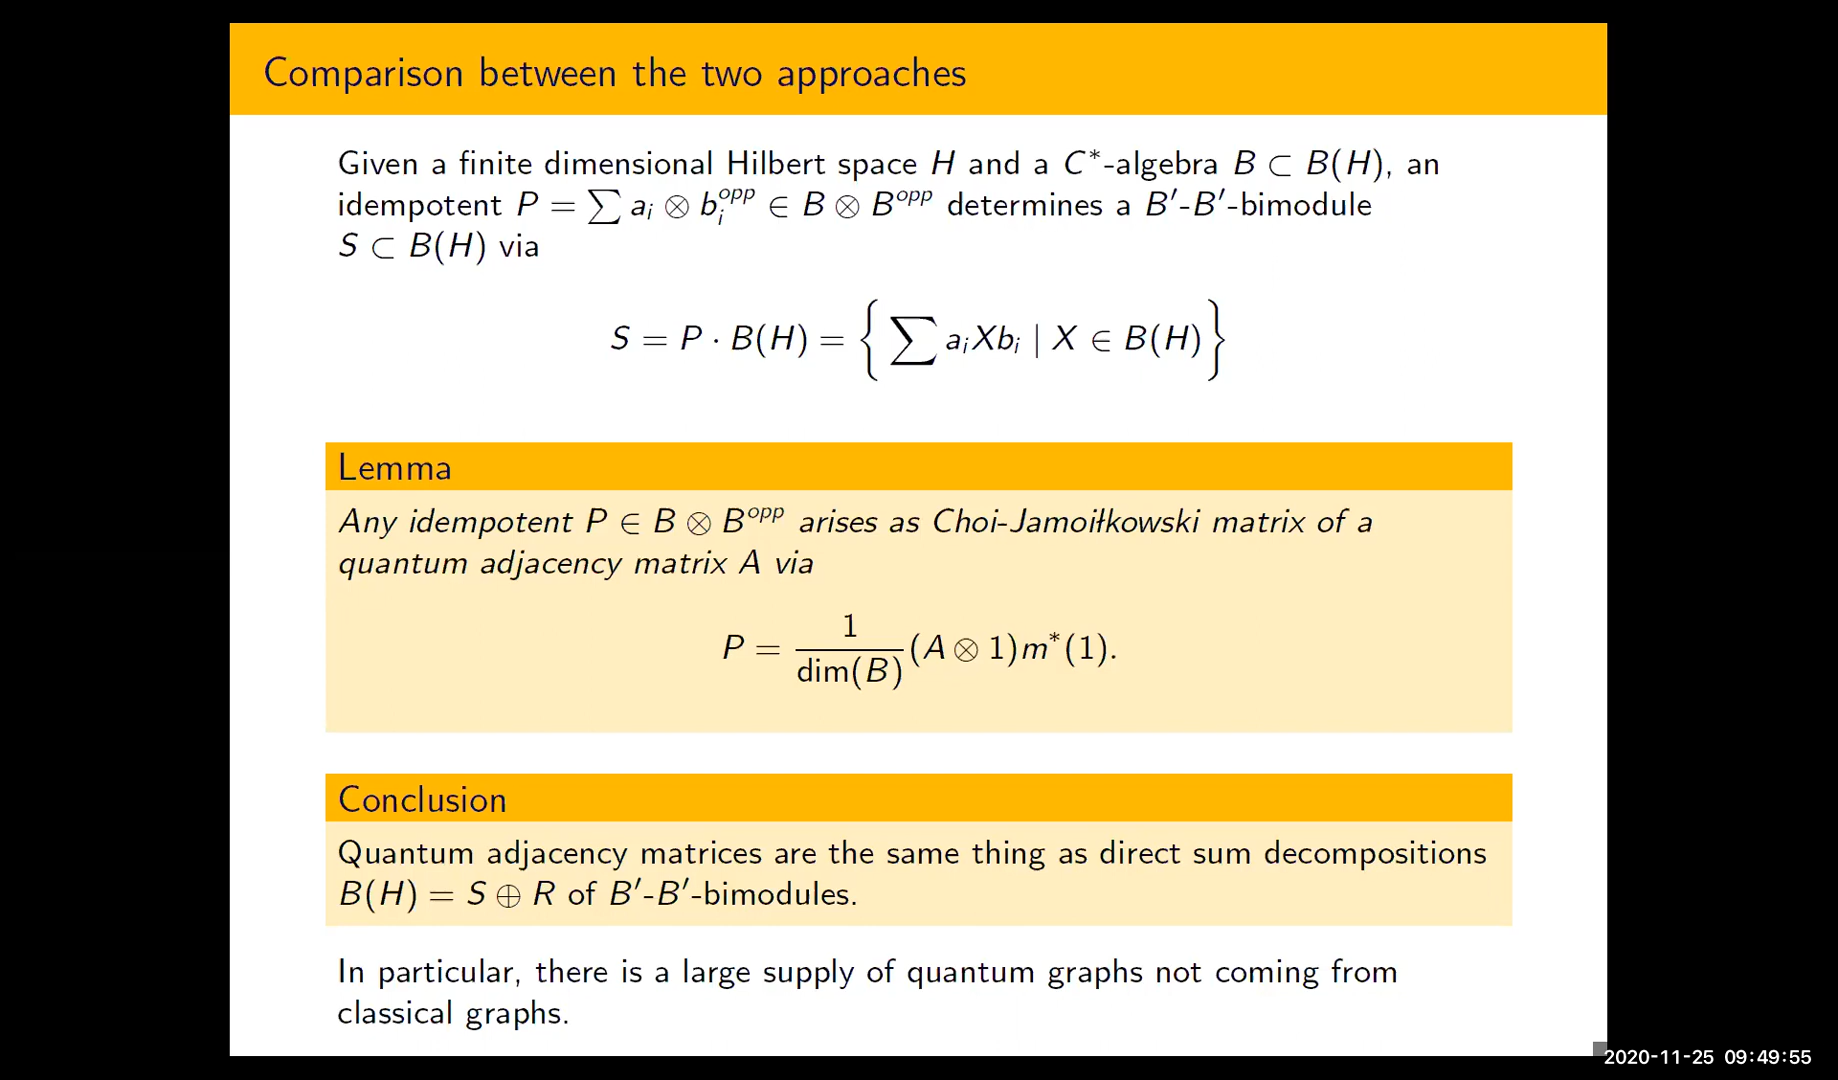 Comparison between the two approaches
Given a finite dimensional Hilbert space H and a C*-algebra B ⊂ B(H), an
idempotent P = ∑ a_i ⊗ b_i^{opp} ∈ B ⊗ B^{opp} determines a B′-B′-bimodule
S ⊂ B(H) via
S = P · B(H) = { ∑ a_i X b_i | X ∈ B(H) }
Lemma
Any idempotent P ∈ B ⊗ B^{opp} arises as Choi-Jamoiłkowski matrix of a
quantum adjacency matrix A via
P = \frac{1}{dim(B)} (A ⊗ 1)m*(1).
Conclusion
Quantum adjacency matrices are the same thing as direct sum decompositions
B(H) = S ⊕ R of B′-B′-bimodules.
In particular, there is a large supply of quantum graphs not coming from
classical graphs.
2020-11-25 09:49:55